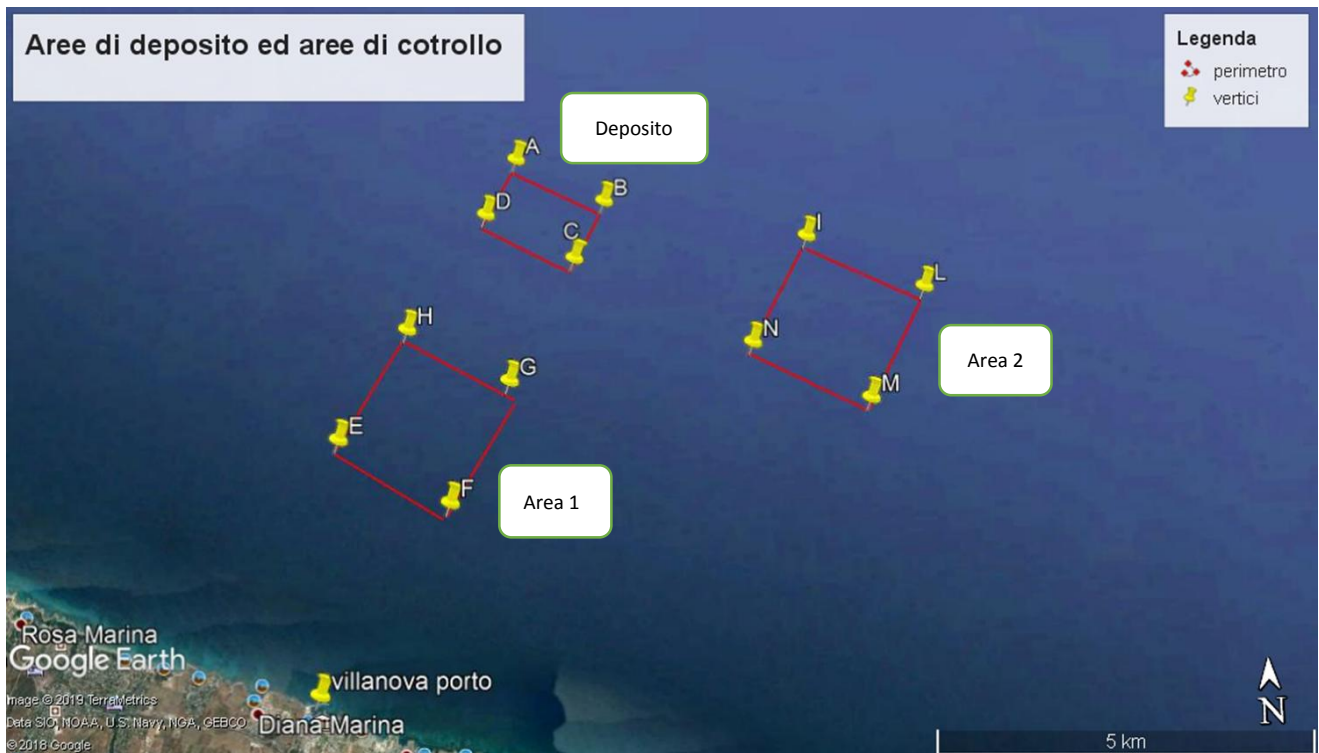 Aree di deposito ed aree di cotrollo
Legenda
perimetro
vertici
Deposito
A
B
D
C
I
L
H
N
G
Area 2
M
E
F
Area 1
Rosa Marina
Google Earth
villanova porto
Image © 2018 TerraMetrics
Data SIO, NOAA, U.S. Navy, NGA, GEBCO
Diana Marina
© 2018 Google
N
5 km